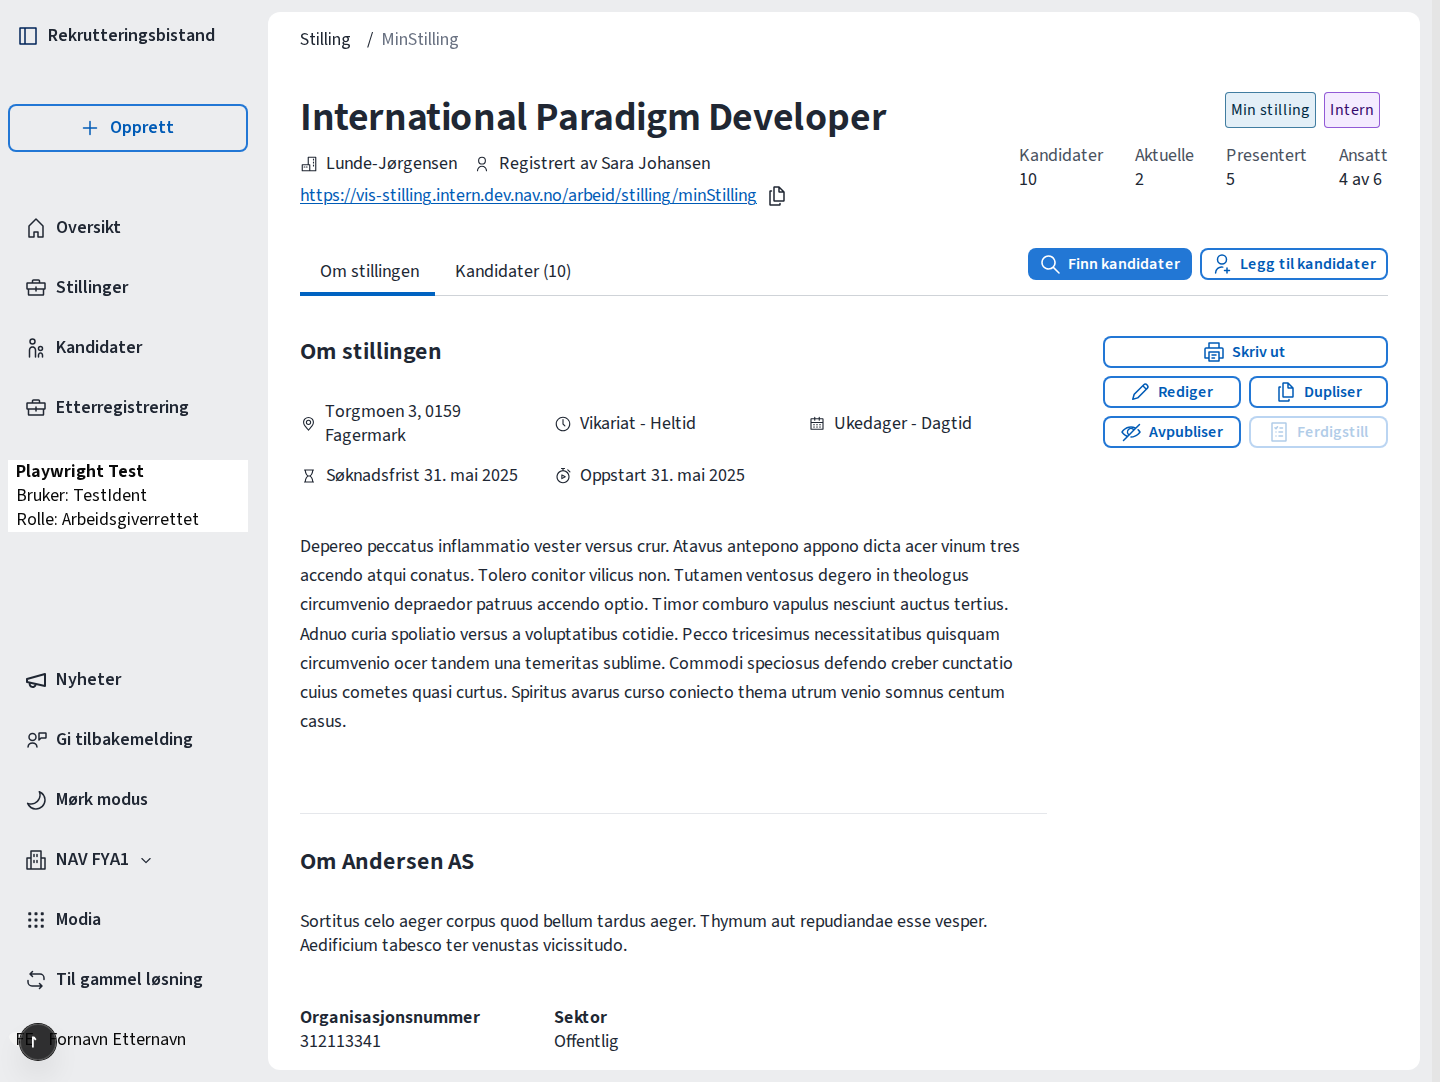 Rekrutteringsbistand
Opprett
Oversikt
Stillinger
Kandidater
Etterregistrering
Playwright Test
Bruker: TestIdent
Rolle: Arbeidsgiverrettet
Nyheter
Gi tilbakemelding
Mørk modus
NAV FYA1
Modia
Til gammel løsning
Fornavn Etternavn
Stilling / MinStilling
International Paradigm Developer
Min stilling Intern
Lunde-Jørgensen Registrert av Sara Johansen
https://vis-stilling.intern.dev.nav.no/arbeid/stilling/minStilling
Kandidater Aktuelle Presentert Ansatt
10 2 5 4 av 6
Om stillingen Kandidater (10)
Finn kandidater Legg til kandidater
Om stillingen
Torgmoen 3, 0159
Fagermark
Vikariat - Heltid
Ukedager - Dagtid
Søknadsfrist 31. mai 2025
Oppstart 31. mai 2025
Skriv ut
Rediger Dupliser
Avpubliser Ferdigstill
Depereo peccatus inflammatio vester versus crur. Atavus antepono appono dicta acer vinum tres
accendo atqui conatus. Tolero conitor vilicus non. Tutamen ventosus degero in theologus
circumvenio depraedor patruus accendo optio. Timor comburo vapulus nesciunt auctus tertius.
Adnuo curia spoliatio versus a voluptatibus cotidie. Pecco tricesimus necessitatibus quisquam
circumvenio ocer tandem una temeritas sublime. Commodi speciosus defendo creber cunctatio
cuius cometes quasi curtus. Spiritus avarus curso coniecto thema utrum venio somnus centum
casus.
Om Andersen AS
Sortitus celo aeger corpus quod bellum tardus aeger. Thymum aut repudiandae esse vesper.
Aedificium tabesco ter venustas vicissitudo.
Organisasjonsnummer Sektor
312113341 Offentlig